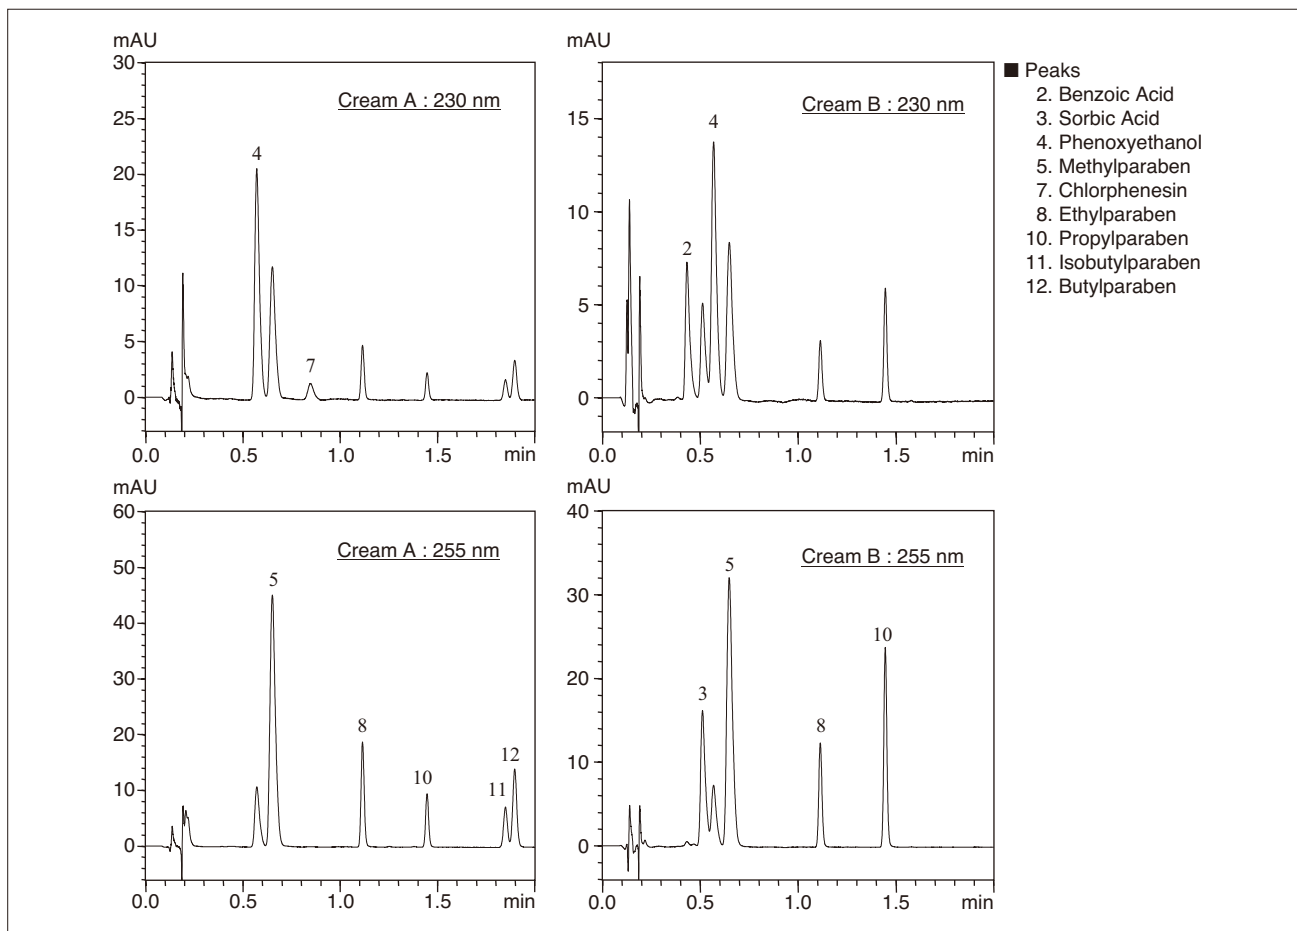 mAU
30
25
20
15
10
5
0
Cream A : 230 nm
4
7
0.0 0.5 1.0 1.5 min
mAU
15
10
5
0
Cream B : 230 nm
2
4
0.0 0.5 1.0 1.5 min
■ Peaks
2. Benzoic Acid
3. Sorbic Acid
4. Phenoxyethanol
5. Methylparaben
7. Chlorphenesin
8. Ethylparaben
10. Propylparaben
11. Isobutylparaben
12. Butylparaben
mAU
60
50
40
30
20
10
0
Cream A : 255 nm
5
8
10
11
12
0.0 0.5 1.0 1.5 min
mAU
40
30
20
10
0
Cream B : 255 nm
3
5
8
10
0.0 0.5 1.0 1.5 min